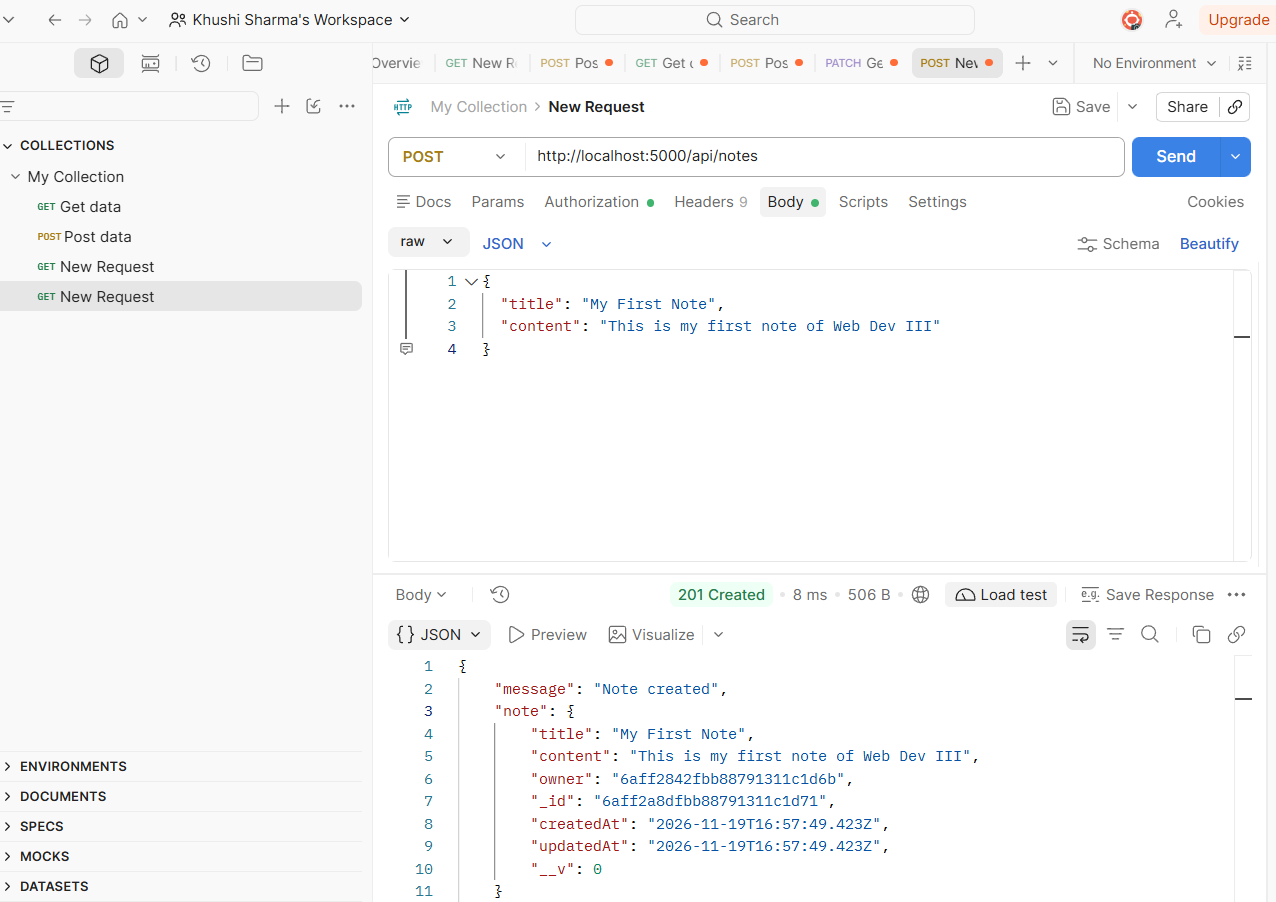 Khushi Sharma's Workspace
Search
Upgrade
Overvie
GET New R
POST Pos
GET Get
POST Pos
PATCH Ge
POST Nev
No Environment
HTTP My Collection > New Request
Save
Share
COLLECTIONS
My Collection
GET Get data
POST Post data
GET New Request
GET New Request
POST
http://localhost:5000/api/notes
Send
Docs Params Authorization Headers 9 Body Scripts Settings Cookies
raw JSON Schema Beautify
1 {
2 "title": "My First Note",
3 "content": "This is my first note of Web Dev III"
4 }
Body 201 Created 8 ms 506 B Load test e.g. Save Response
{} JSON Preview Visualize
1 {
2 "message": "Note created",
3 "note": {
4 "title": "My First Note",
5 "content": "This is my first note of Web Dev III",
6 "owner": "6aff2842fbb88791311c1d6b",
7 "_id": "6aff2a8dfbb88791311c1d71",
8 "createdAt": "2026-11-19T16:57:49.423Z",
9 "updatedAt": "2026-11-19T16:57:49.423Z",
10 "__v": 0
11 }
ENVIRONMENTS
DOCUMENTS
SPECS
MOCKS
DATASETS